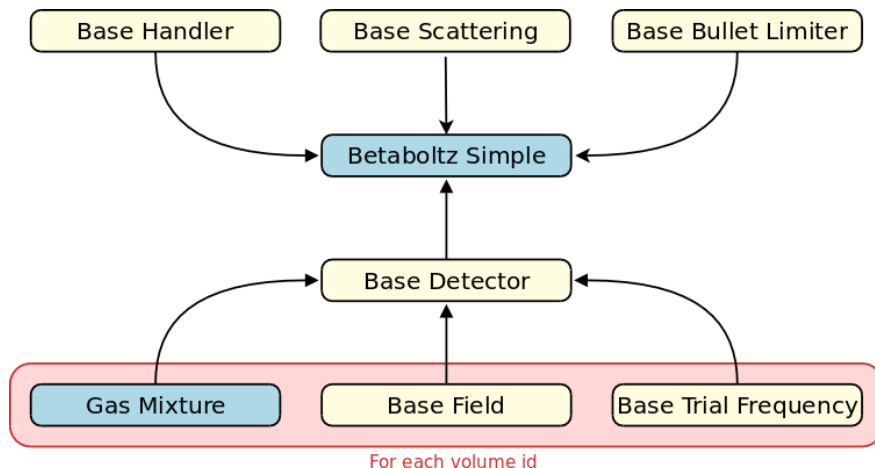 Base Handler
Base Scattering
Base Bullet Limiter
Betaboltz Simple
Base Detector
Gas Mixture
Base Field
Base Trial Frequency
For each volume id